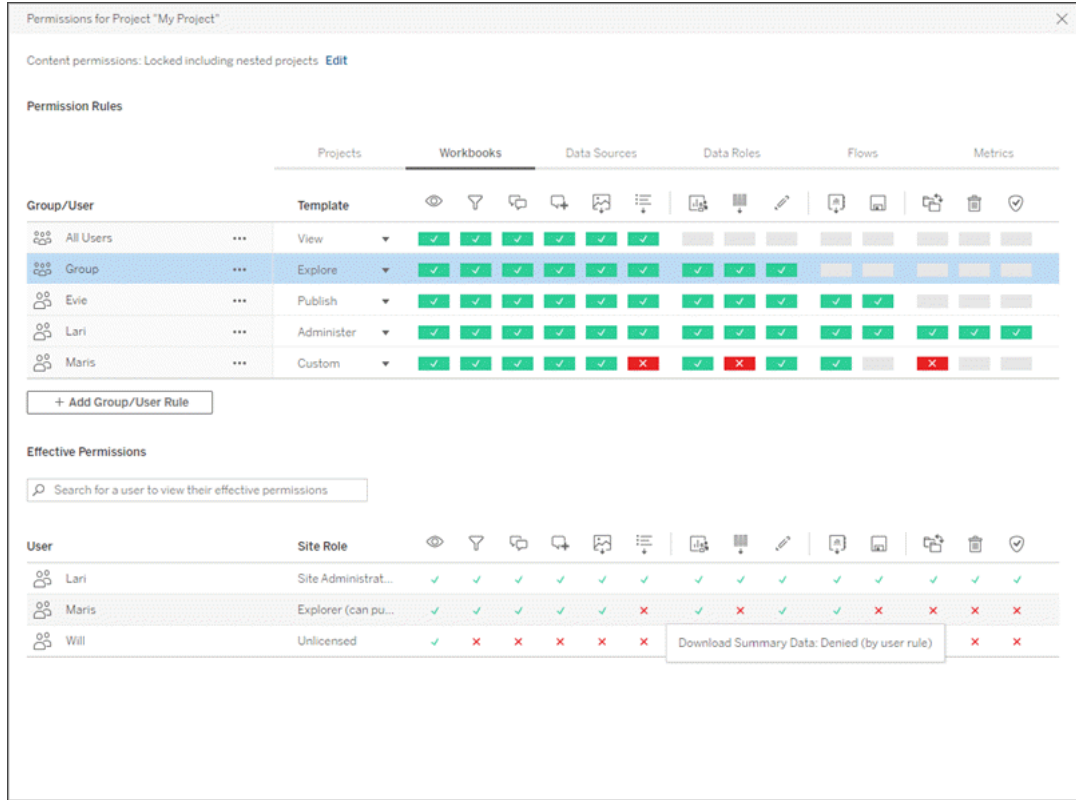 Permissions for Project "My Project"
Content permissions: Locked including nested projects Edit
Permission Rules
Projects Workbooks Data Sources Data Roles Flows Metrics
Group/User Template
All Users View
Group Explore
Evie Publish
Lari Administer
Maris Custom
+ Add Group/User Rule
Effective Permissions
Search for a user to view their effective permissions
User Site Role
Lari Site Administrat...
Maris Explorer (can pu...
Will Unlicensed
Download Summary Data: Denied (by user rule)